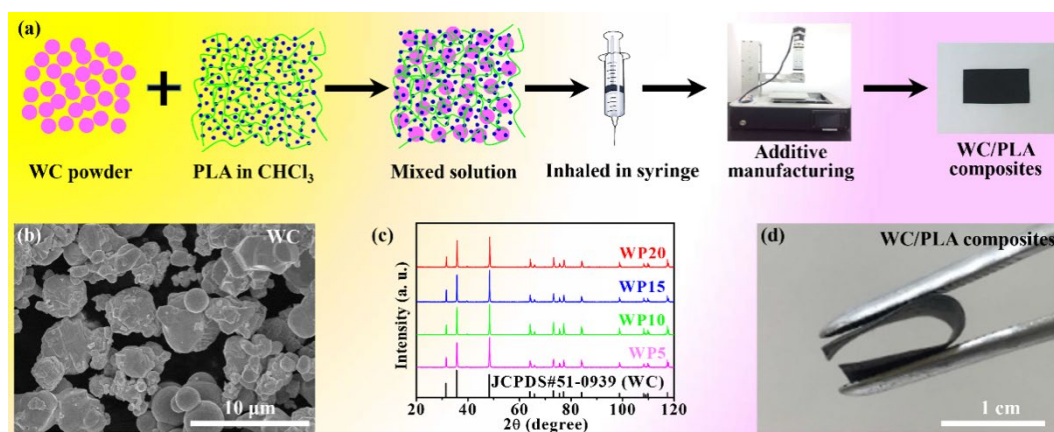 (a)
WC powder
PLA in CHCl₃
Mixed solution
Inhaled in syringe
Additive
manufacturing
WC/PLA
composites
(b)
WC
10 μm
(c)
WP20
WP15
WP10
WP5
JCPDS#51-0939 (WC)
Intensity (a. u.)
20 40 60 80 100 120
2θ (degree)
(d)
WC/PLA composites
1 cm